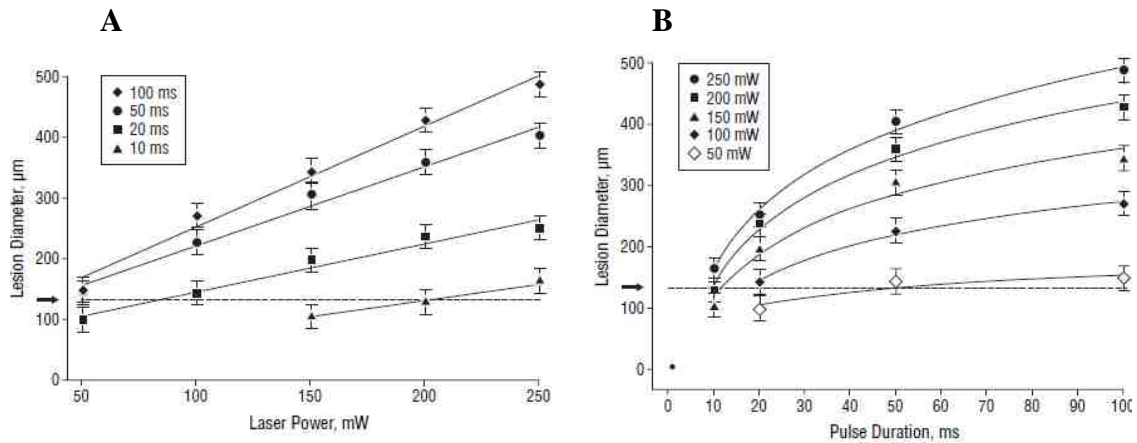 A
B
500
400
300
200
100
0
Lesion Diameter, µm
100 ms
50 ms
20 ms
10 ms
50
100
150
200
250
Laser Power, mW
500
400
300
200
100
0
Lesion Diameter, µm
250 mW
200 mW
150 mW
100 mW
50 mW
0
10
20
30
40
50
60
70
80
90
100
Pulse Duration, ms